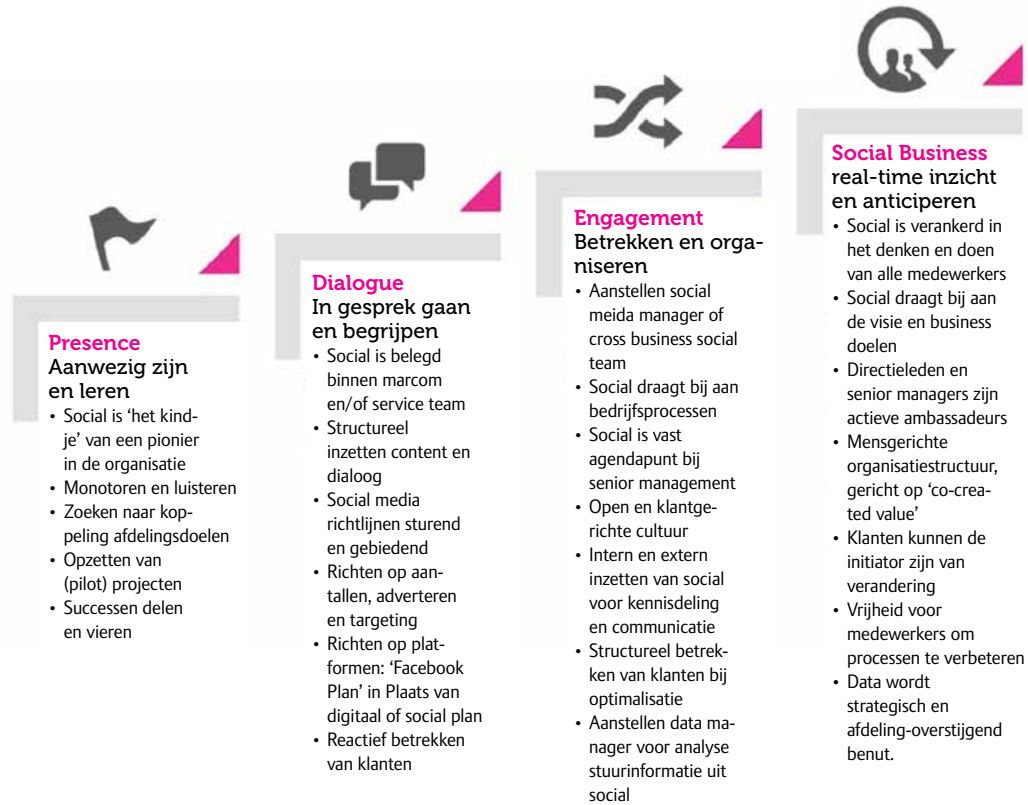 Presence
Aanwezig zijn
en leren
• Social is ‘het kind-
je’ van een pionier
in de organisatie
• Monotoren en luisteren
• Zoeken naar kop-
peling afdelingsdoelen
• Opzetten van
(pilot) projecten
• Successen delen
en vieren
Dialogue
In gesprek gaan
en begrijpen
• Social is belegd
binnen marcom
en/of service team
• Structureel
inzetten content en
dialoog
• Social media
richtlijnen sturend
en gebiedend
• Richten op aan-
tallen, adverteren
en targeting
• Richten op plat-
formen: ‘Facebook
Plan’ in Plaats van
digitaal of social plan
• Reactief betrekken
van klanten
Engagement
Betrekken en orga-
niseren
• Aanstellen social
meida manager of
cross business social
team
• Social draagt bij aan
bedrijfsprocessen
• Social is vast
agendapunt bij
senior management
• Open en klantge-
richte cultuur
• Intern en extern
inzetten van social
voor kennisdeling
en communicatie
• Structureel betrek-
ken van klanten bij
optimalisatie
• Aanstellen data ma-
nager voor analyse
stuurinformatie uit
social
Social Business
real-time inzicht
en anticiperen
• Social is verankerd in
het denken en doen
van alle medewerkers
• Social draagt bij aan
de visie en business
doelen
• Directieleden en
senior managers zijn
actieve ambassadeurs
• Mensgerichte
organisatiestructuur,
gericht op ‘co-crea-
ted value’
• Klanten kunnen de
initiator zijn van
verandering
• Vrijheid voor
medewerkers om
processen te verbeteren
• Data wordt
strategisch en
afdeling-overstijgend
benut.